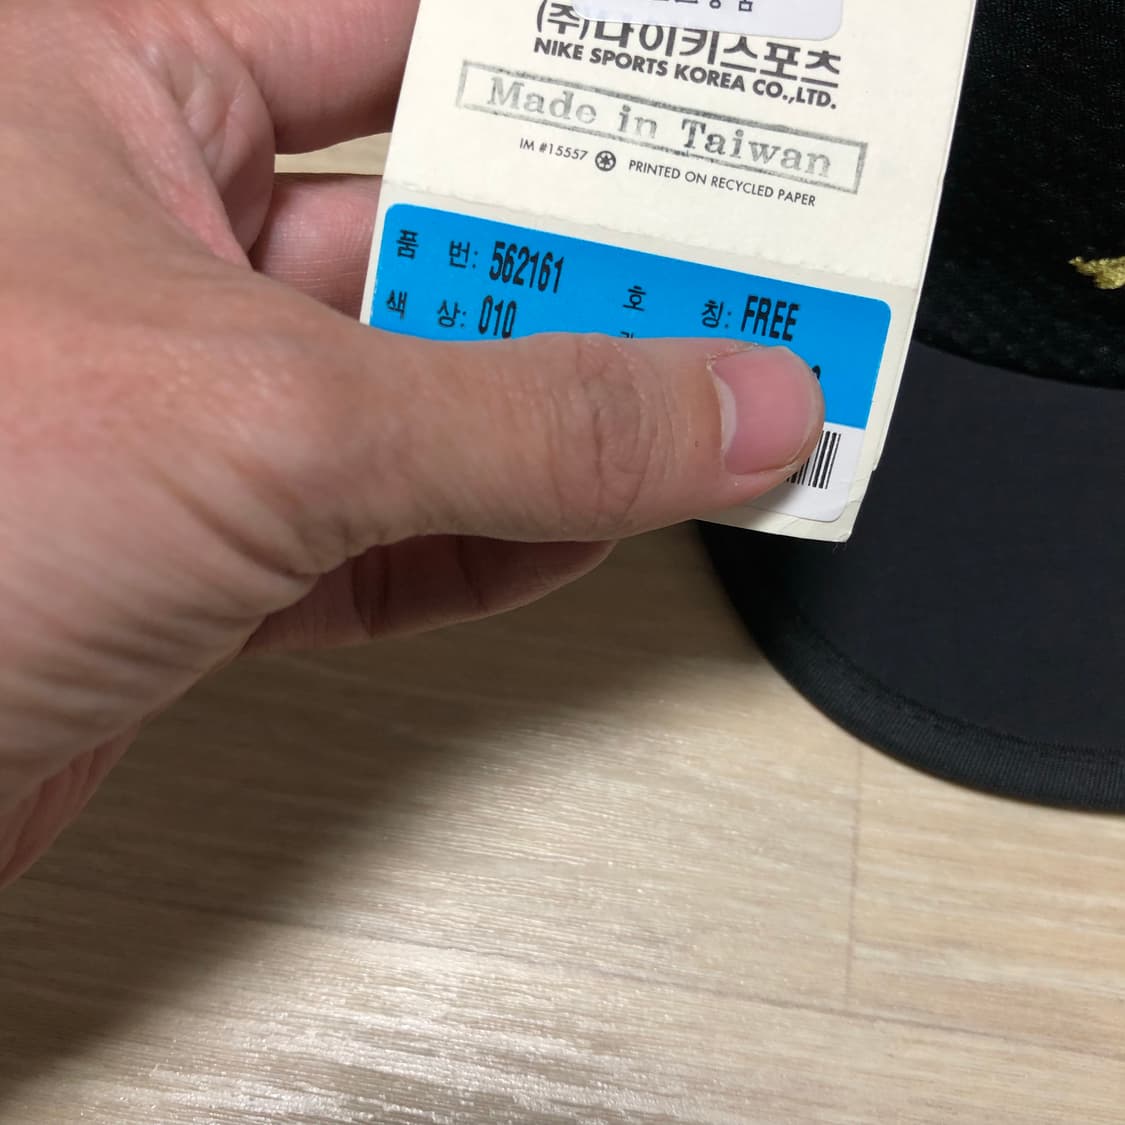 (주)나이키스포츠
NIKE SPORTS KOREA CO.,LTD.
Made in Taiwan
IM #15557 PRINTED ON RECYCLED PAPER
품 번: 562161
호 칭: FREE
색 상: 010